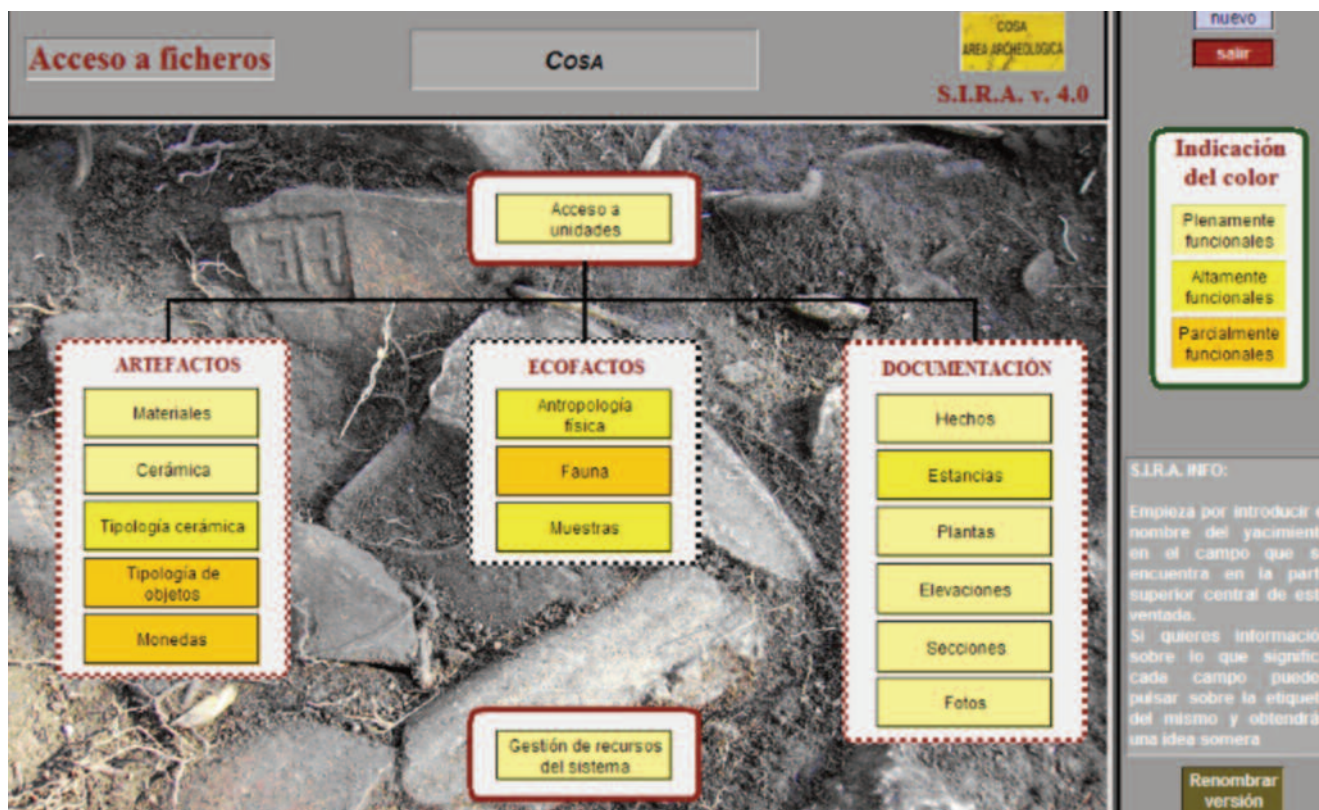 Acceso a ficheros
COSA
COSA
AREA ARCHEOLOGICA
S.I.R.A. v. 4.0
nuevo
salir
Indicación
del color
Plenamente
funcionales
Altamente
funcionales
Parcialmente
funcionales
Acceso a
unidades
ARTEFACTOS
Materiales
Cerámica
Tipología cerámica
Tipología de
objetos
Monedas
ECOFACTOS
Antropología
física
Fauna
Muestras
DOCUMENTACIÓN
Hechos
Estancias
Plantas
Elevaciones
Secciones
Fotos
Gestión de recursos
del sistema
S.I.R.A. INFO:
Empieza por introducir
nombre del yacimient
en el campo que s
encuentra en la part
superior central de est
ventada.
Si quieres informació
sobre lo que signific
cada campo puede
pulsar sobre la etiquet
del mismo y obtendrá
una idea somera
Renombrar
versión